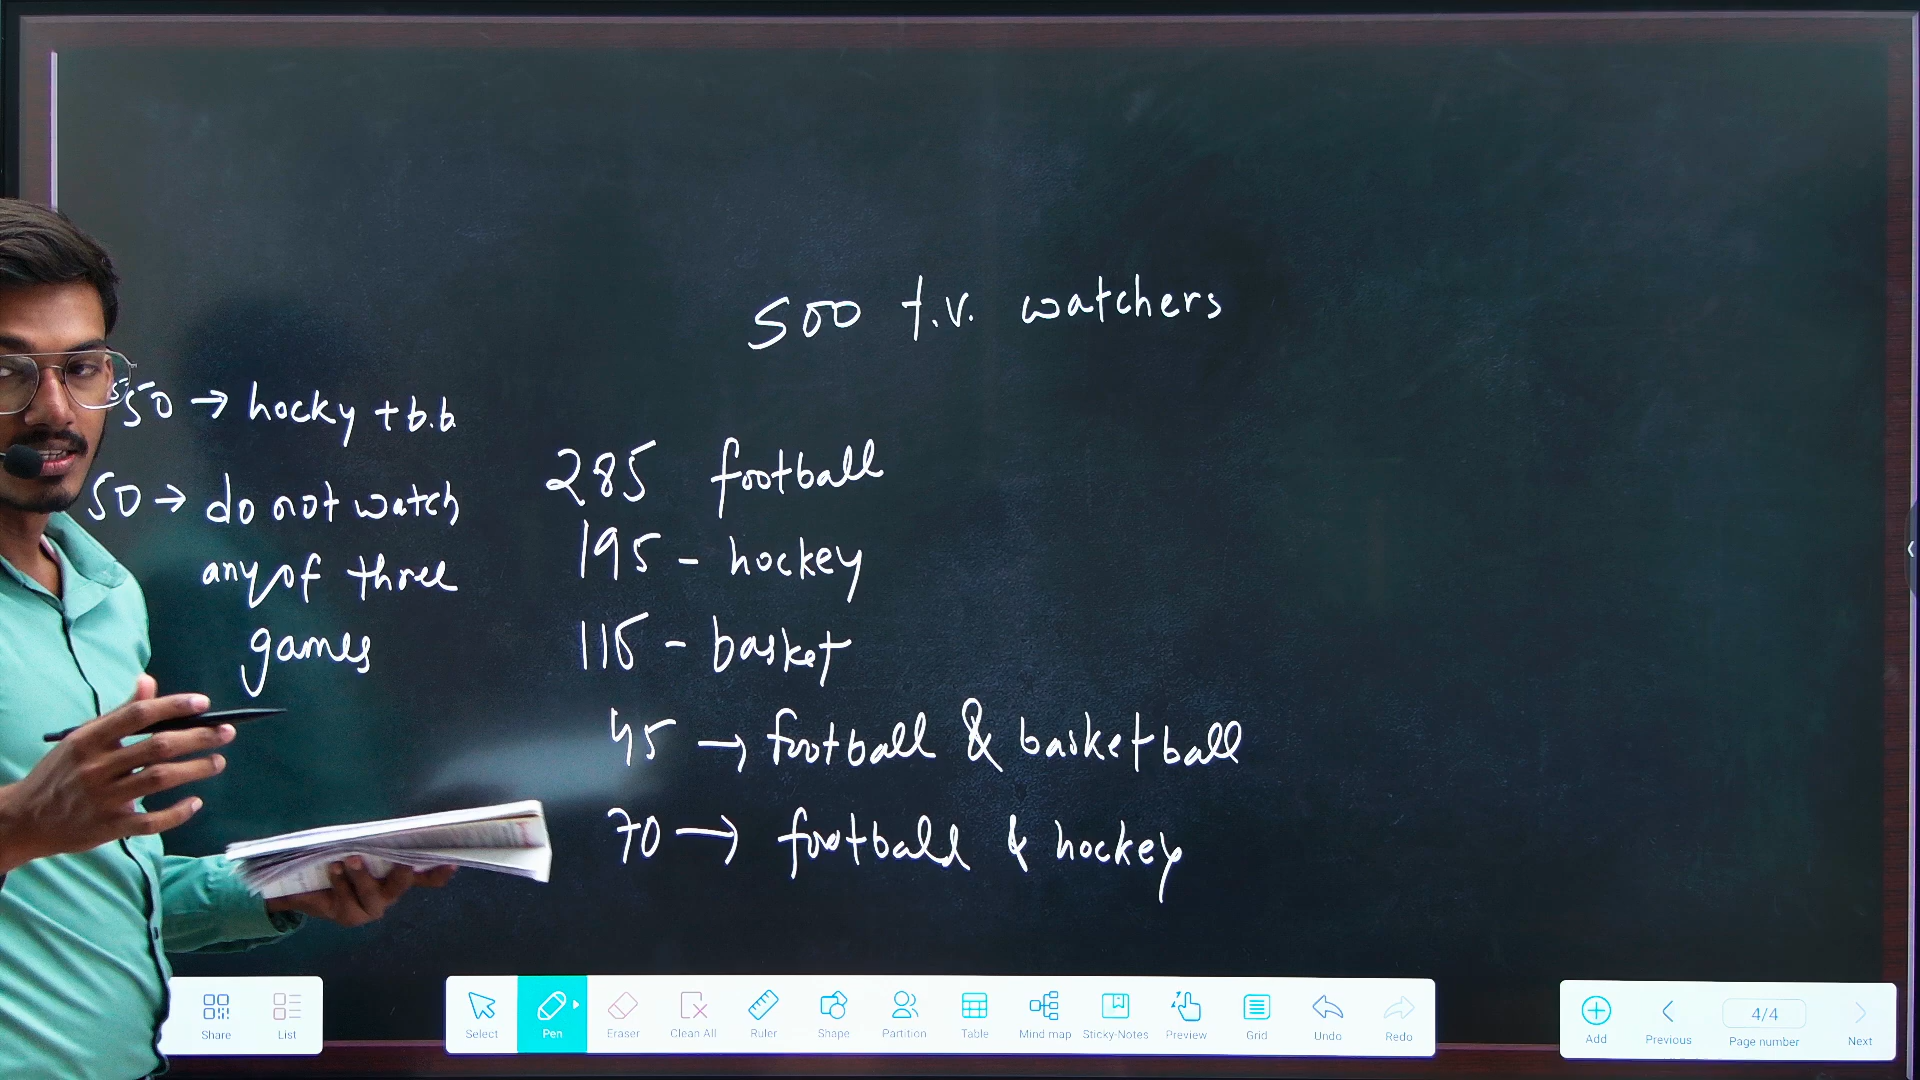 500 t.v. watchers
50 → hocky + b.b.
50 → do not watch
any of three
games
285 football
195 - hockey
115 - basket
45 → football & basketball
70 → football & hockey
Share
List
Select
Pen
Eraser
Clean All
Ruler
Shape
Partition
Table
Mind map
Sticky-Notes
Preview
Grid
Undo
Redo
Add
Previous
4/4
Page number
Next